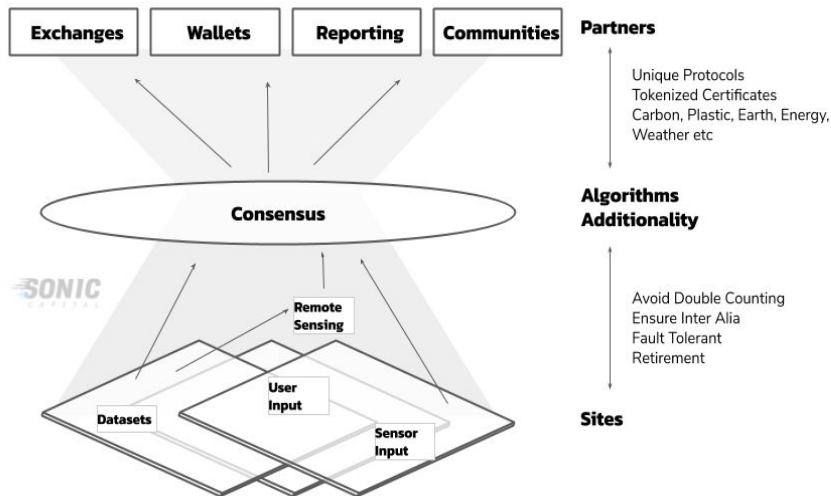 Exchanges
Wallets
Reporting
Communities
Partners
Unique Protocols
Tokenized Certificates
Carbon, Plastic, Earth, Energy,
Weather etc
Consensus
Algorithms
Additionality
SONIC
CAPITAL
Remote
Sensing
Avoid Double Counting
Ensure Inter Alia
Fault Tolerant
Retirement
User
Input
Datasets
Sensor
Input
Sites